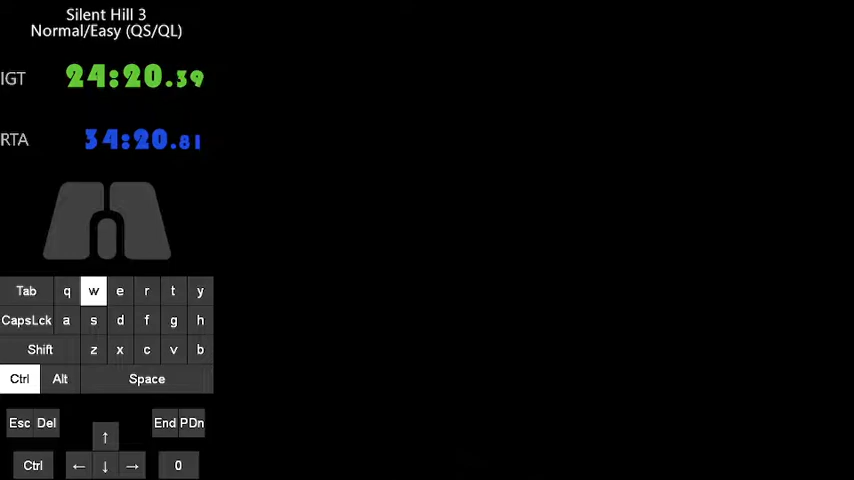 Silent Hill 3
Normal/Easy (QS/QL)
IGT 24:20.39
RTA 34:20.81
Tab q w e r t y
CapsLck a s d f g h
Shift z x c v b
Ctrl Alt Space
Esc Del End PDn
↑
Ctrl ← ↓ → 0